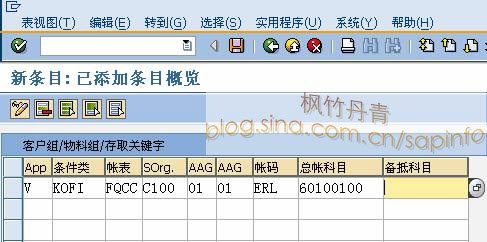 表视图(T) 编辑(E) 转到(G) 选择(S) 实用程序(U) 系统(Y) 帮助(H)
新条目: 已添加条目概览
枫竹丹青
blog.sina.com.cn/sapinfo
客户组/物料组/存取关键字
App 条件类 帐表 SOrg. AAG AAG 帐码 总帐科目 备抵科目
V KOFI FQCC C100 01 01 ERL 60100100